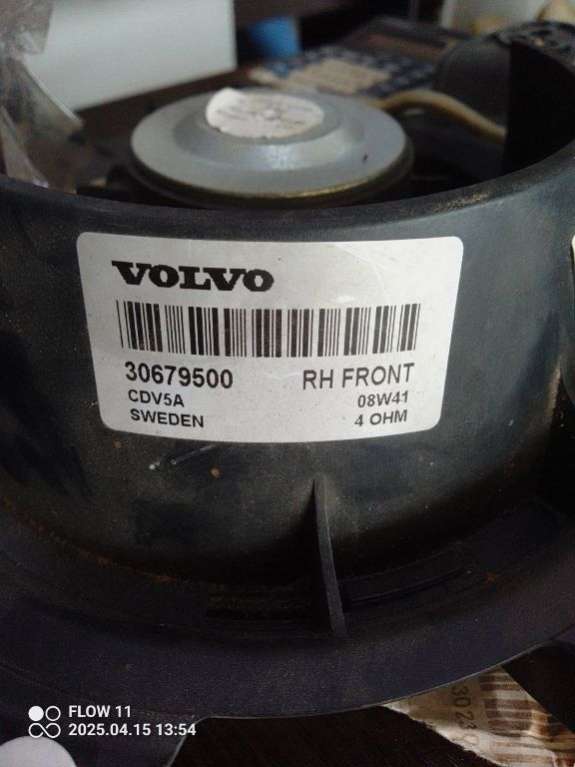 VOLVO
30679500 RH FRONT
CDV5A 08W41
SWEDEN 4 OHM
FLOW 11
2025.04.15 13:54